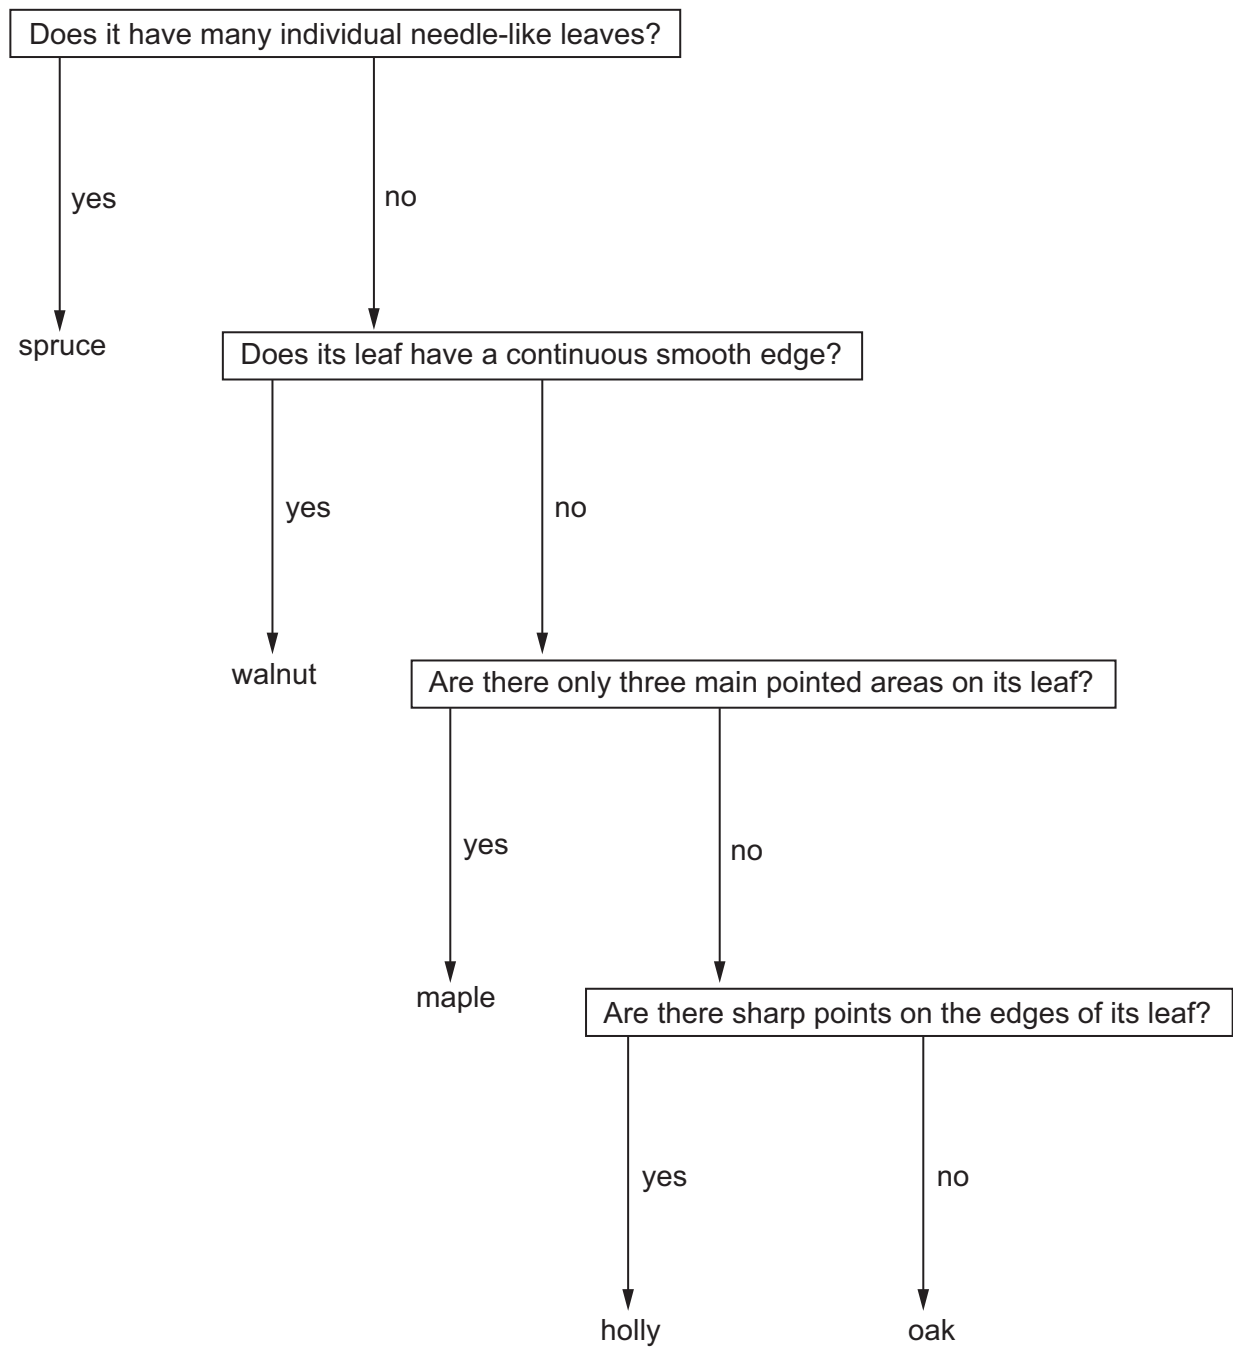 Does it have many individual needle-like leaves?
yes
no
spruce
Does its leaf have a continuous smooth edge?
yes
no
walnut
Are there only three main pointed areas on its leaf?
yes
no
maple
Are there sharp points on the edges of its leaf?
yes
no
holly
oak